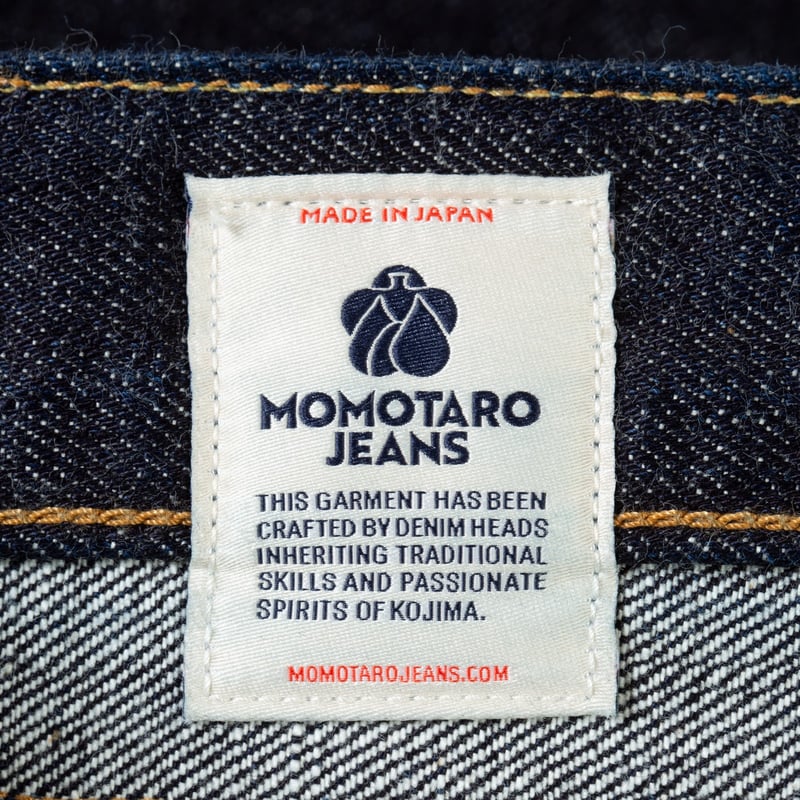 MADE IN JAPAN
MOMOTARO
JEANS
THIS GARMENT HAS BEEN
CRAFTED BY DENIM HEADS
INHERITING TRADITIONAL
SKILLS AND PASSIONATE
SPIRITS OF KOJIMA.
MOMOTAROJEANS.COM